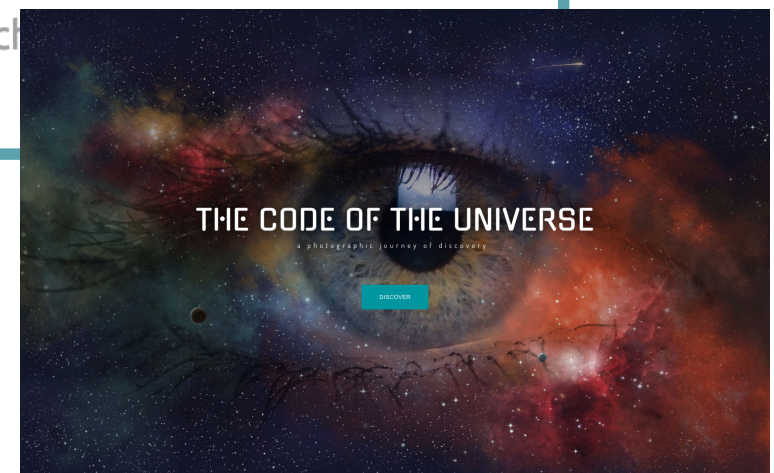 THE CODE OF THE UNIVERSE
a photographic journey of discovery
DISCOVER